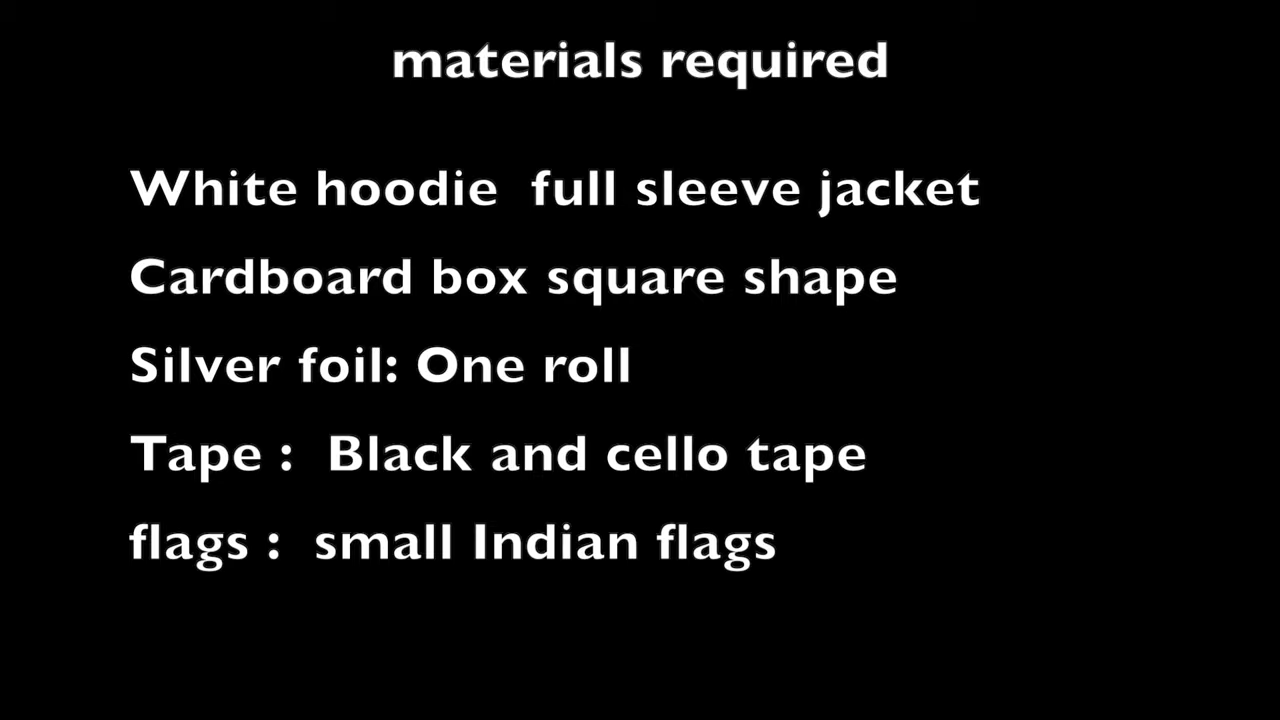 materials required
White hoodie  full sleeve jacket
Cardboard box square shape
Silver foil: One roll
Tape :  Black and cello tape
flags :  small Indian flags